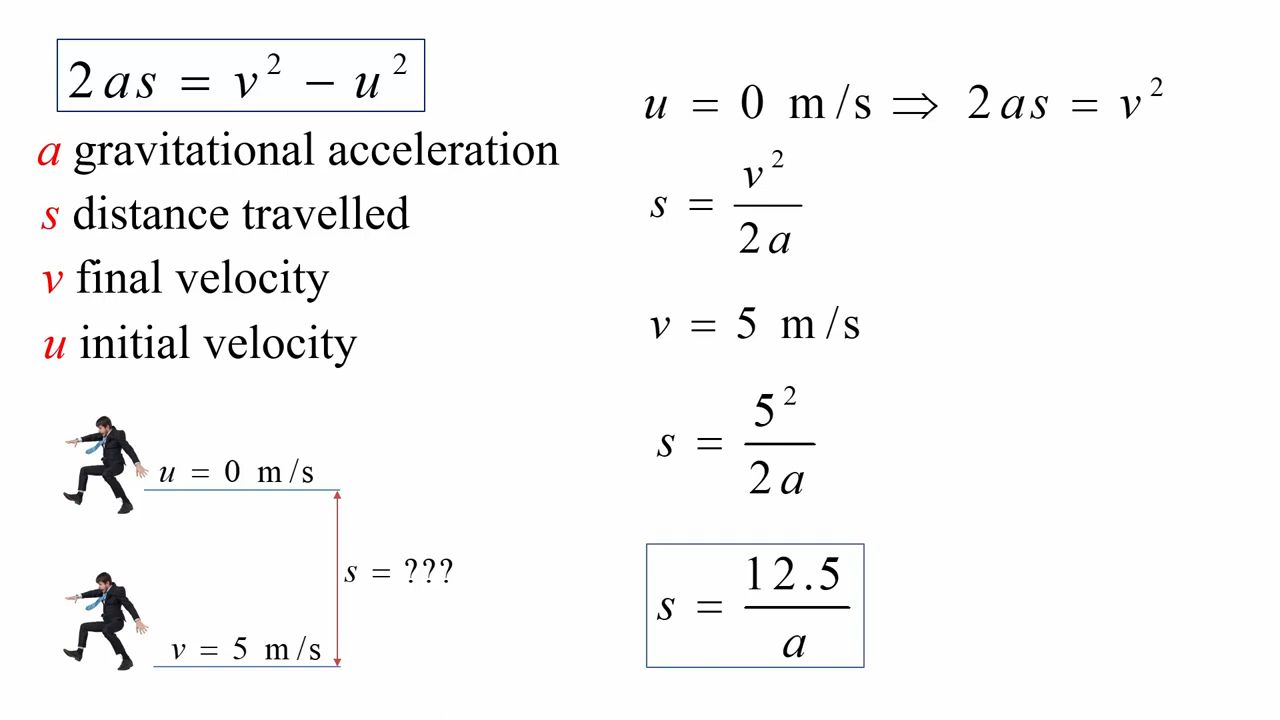 2as = v² − u²
a gravitational acceleration
s distance travelled
v final velocity
u initial velocity
u = 0 m/s
s = ???
v = 5 m/s
u = 0 m/s ⇒ 2as = v²
s = v²/2a
v = 5 m/s
s = 5²/2a
s = 12.5/a